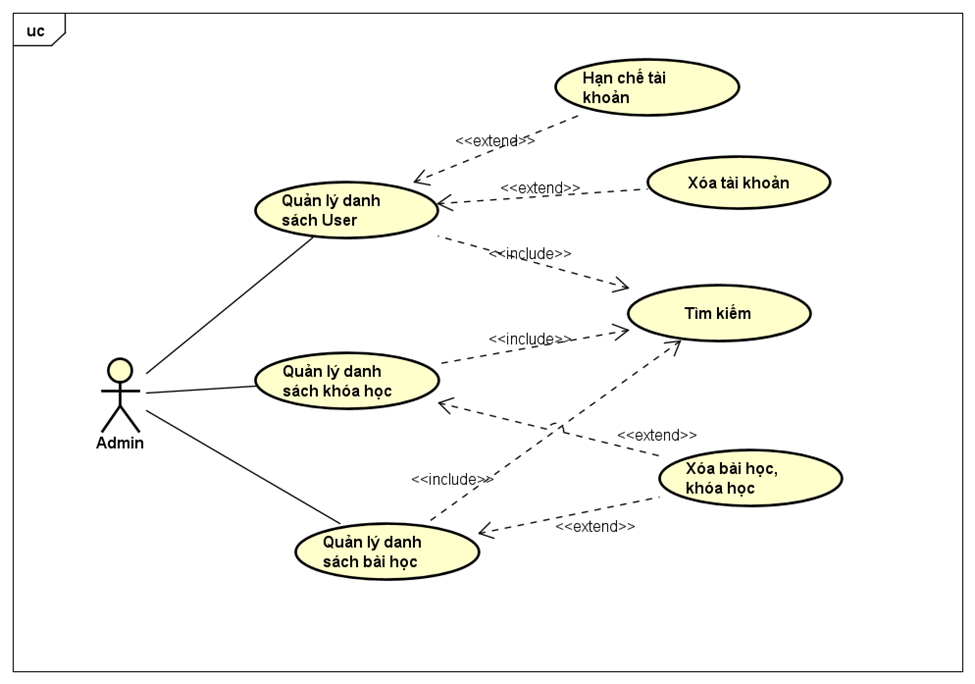 uc
Hạn chế tài
khoản
<<extend>>
Xóa tài khoản
<<extend>>
Quản lý danh
sách User
<<include>>
Tìm kiếm
<<include>>
Quản lý danh
sách khóa học
Admin
<<extend>>
Xóa bài học,
khóa học
<<include>>
<<extend>>
Quản lý danh
sách bài học